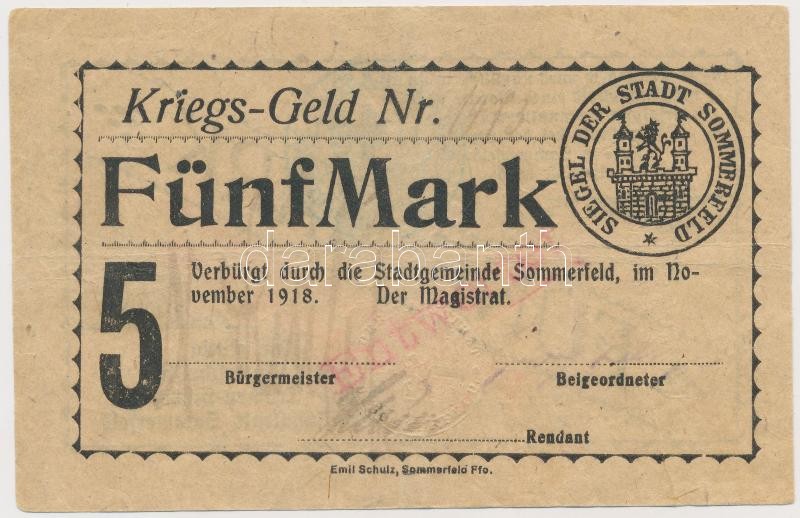 Kriegs-Geld Nr.
SIEGEL DER STADT SOMMERFELD
FünfMark
5
Verbürgt durch die Stadtgemeinde Sommerfeld, im No-
vember 1918. Der Magistrat.
darabanth
Entwertet
Bürgermeister
Beigeordneter
Rendant
Emil Schulz, Sommerfeld Ffo.